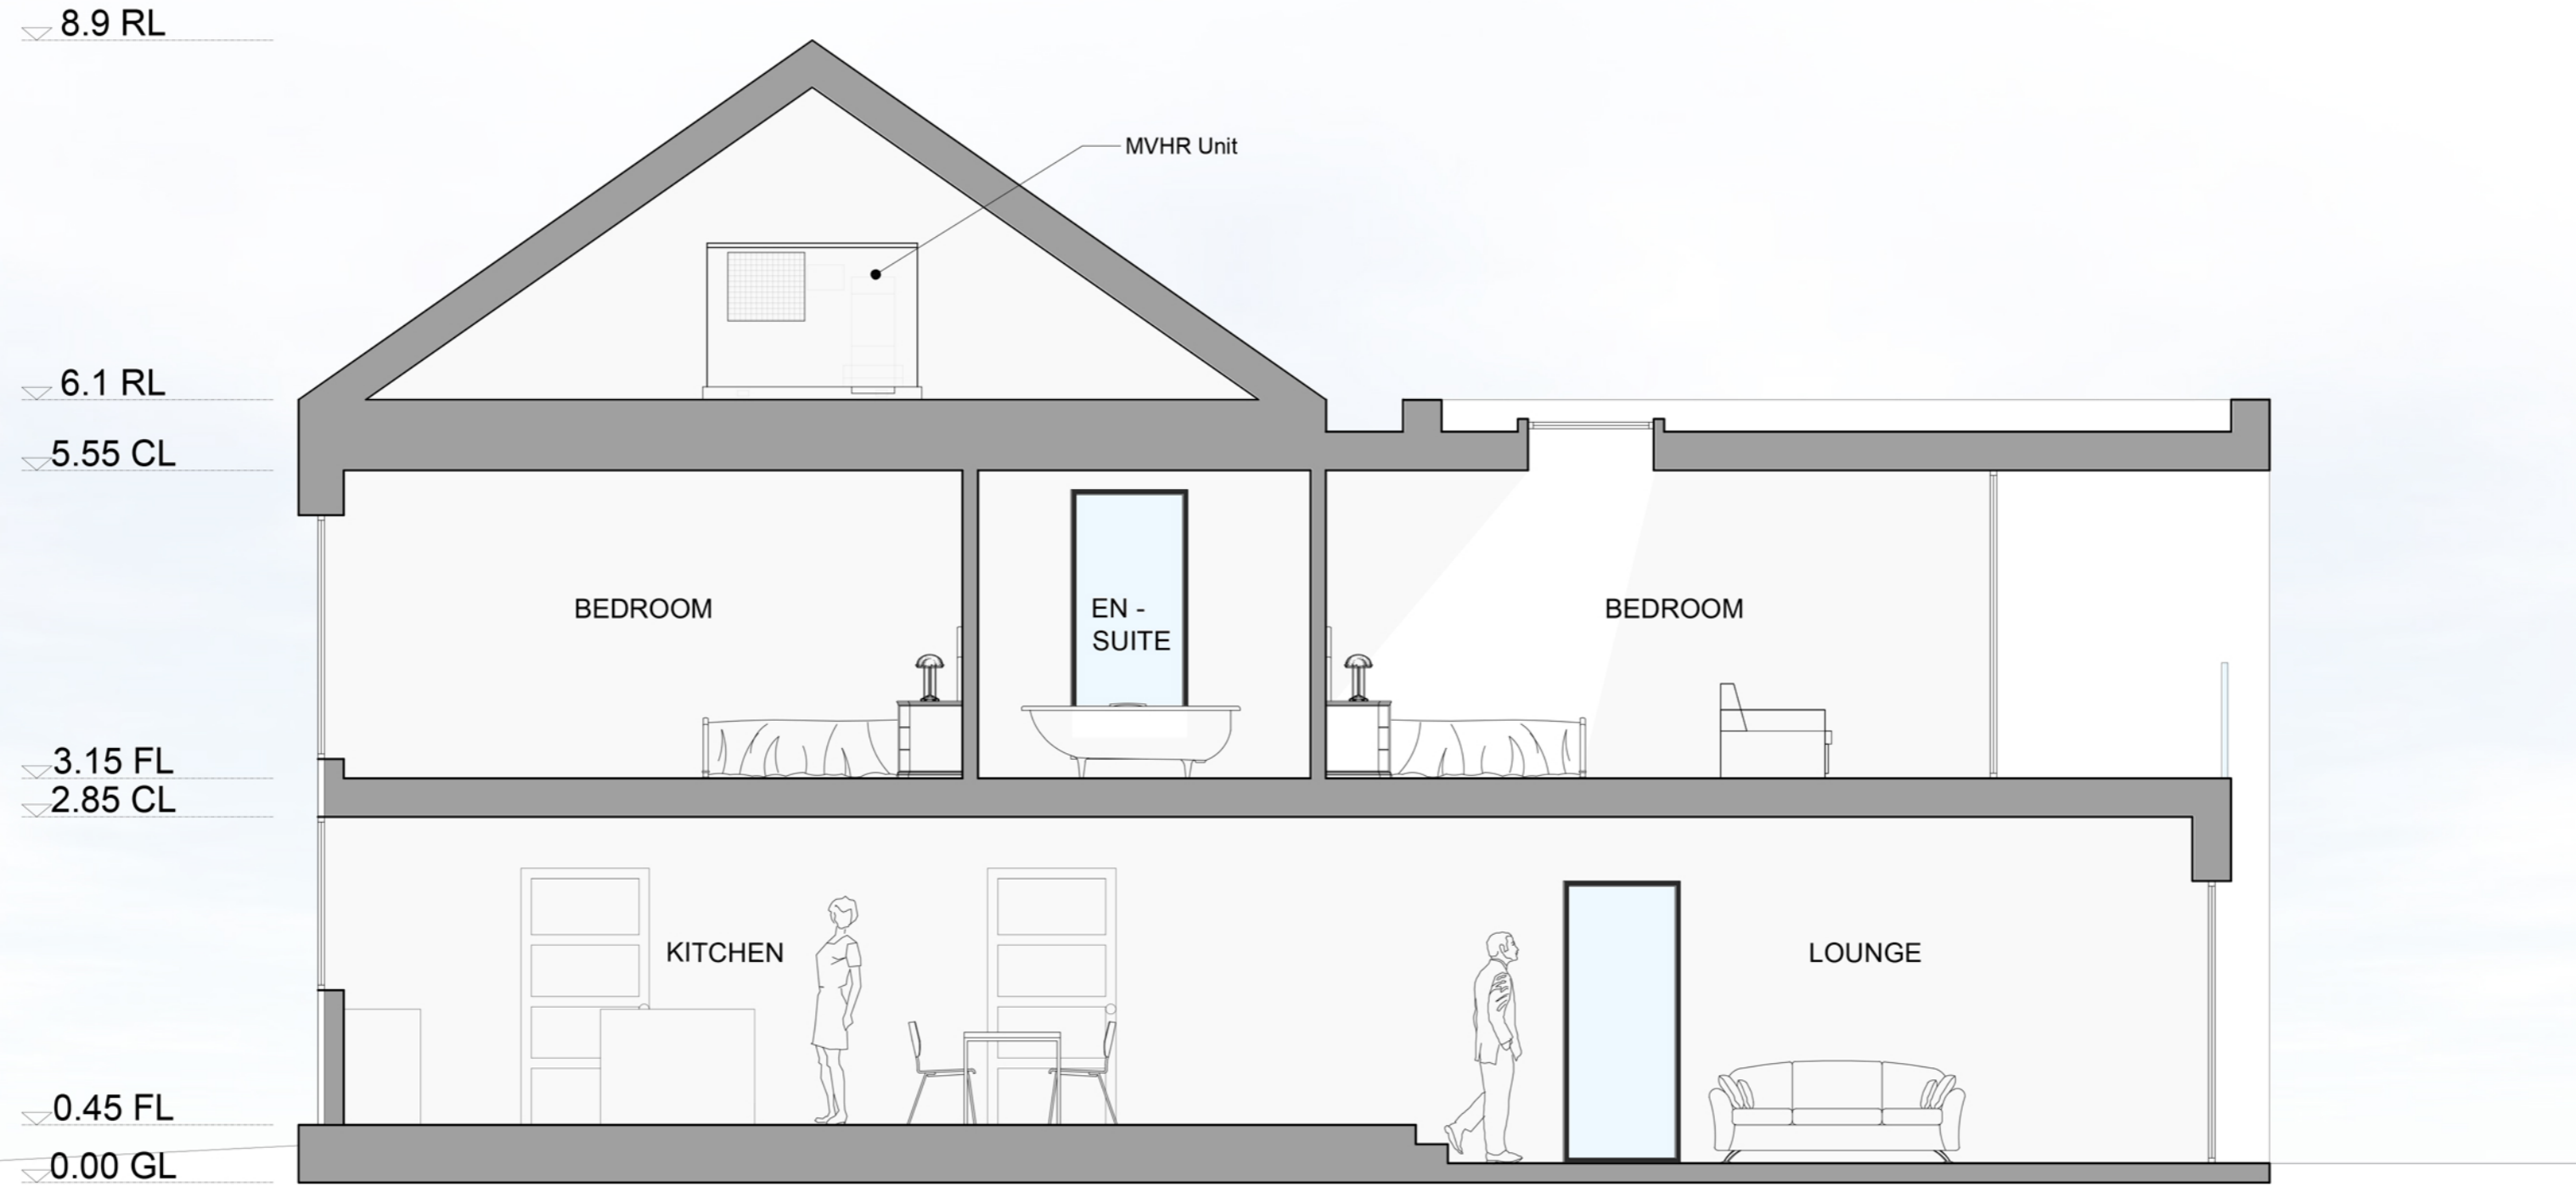 8.9 RL
MVHR Unit
6.1 RL
5.55 CL
BEDROOM
EN -
SUITE
BEDROOM
3.15 FL
2.85 CL
KITCHEN
LOUNGE
0.45 FL
0.00 GL